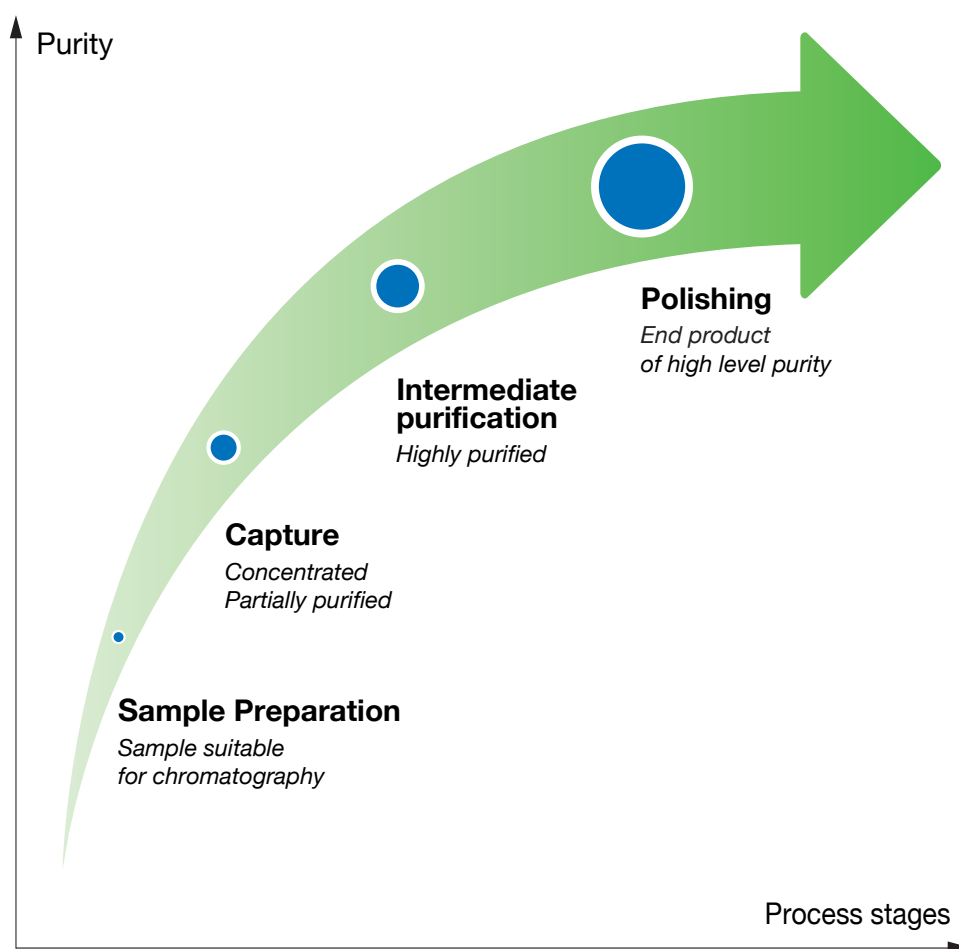 Purity
Polishing
End product
of high level purity
Intermediate
purification
Highly purified
Capture
Concentrated
Partially purified
Sample Preparation
Sample suitable
for chromatography
Process stages